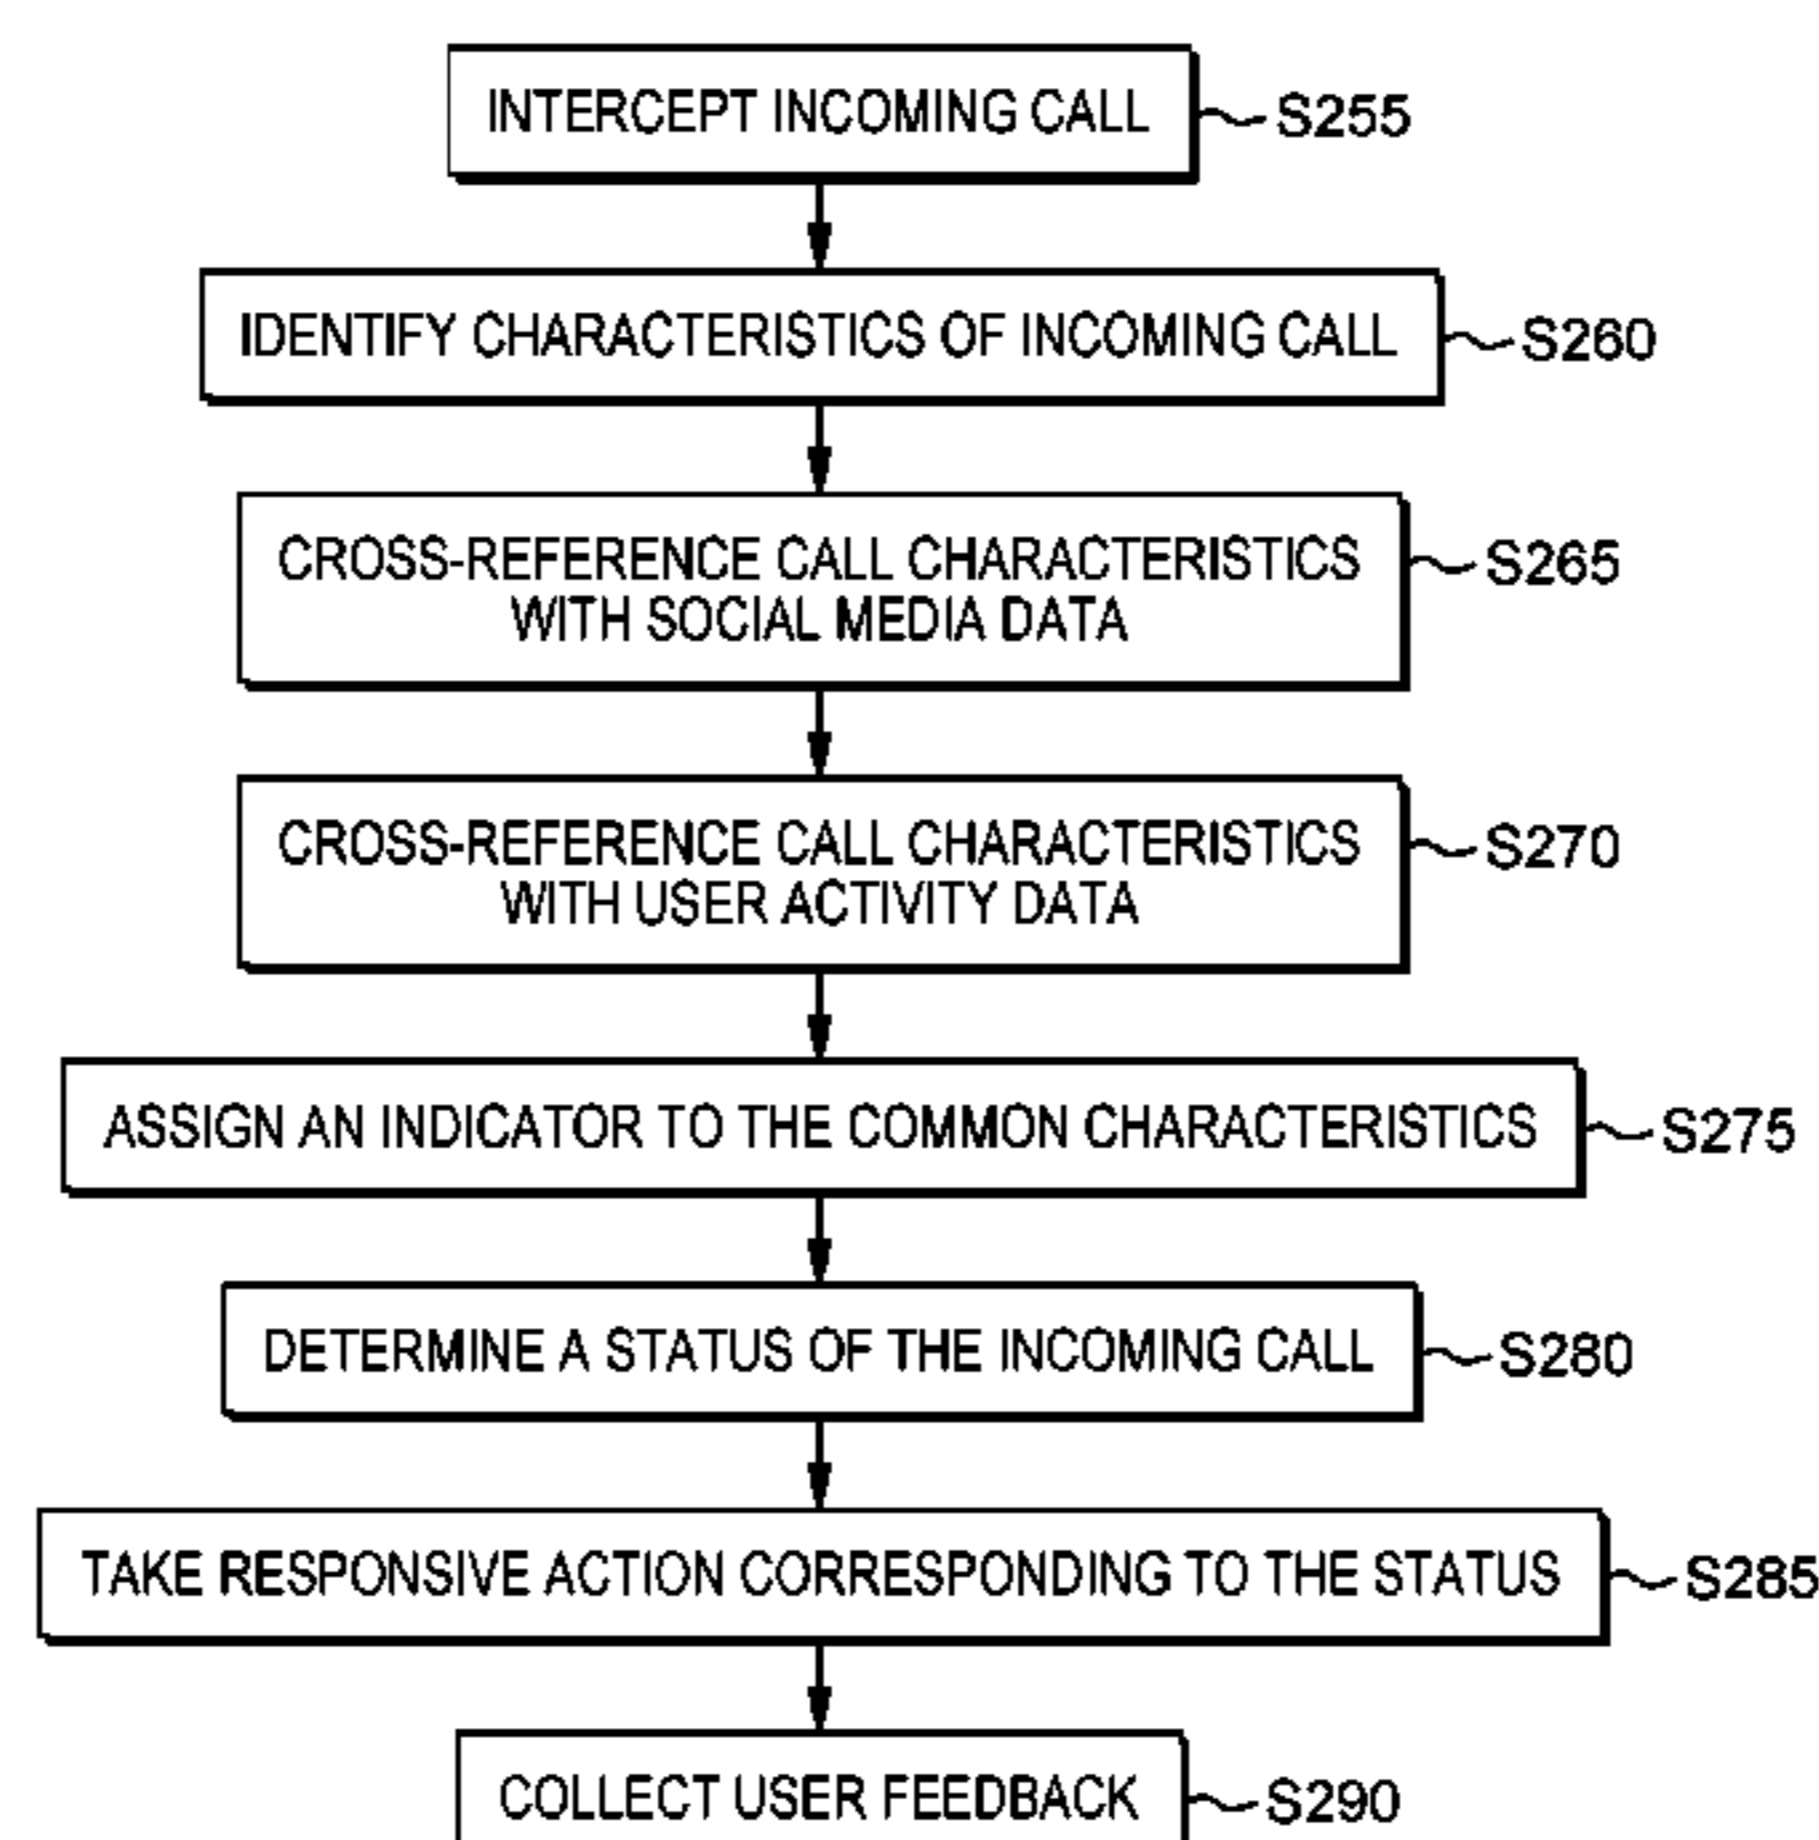 INTERCEPT INCOMING CALL
S255
IDENTIFY CHARACTERISTICS OF INCOMING CALL
S260
CROSS-REFERENCE CALL CHARACTERISTICS
WITH SOCIAL MEDIA DATA
S265
CROSS-REFERENCE CALL CHARACTERISTICS
WITH USER ACTIVITY DATA
S270
ASSIGN AN INDICATOR TO THE COMMON CHARACTERISTICS
S275
DETERMINE A STATUS OF THE INCOMING CALL
S280
TAKE RESPONSIVE ACTION CORRESPONDING TO THE STATUS
S285
COLLECT USER FEEDBACK
S290